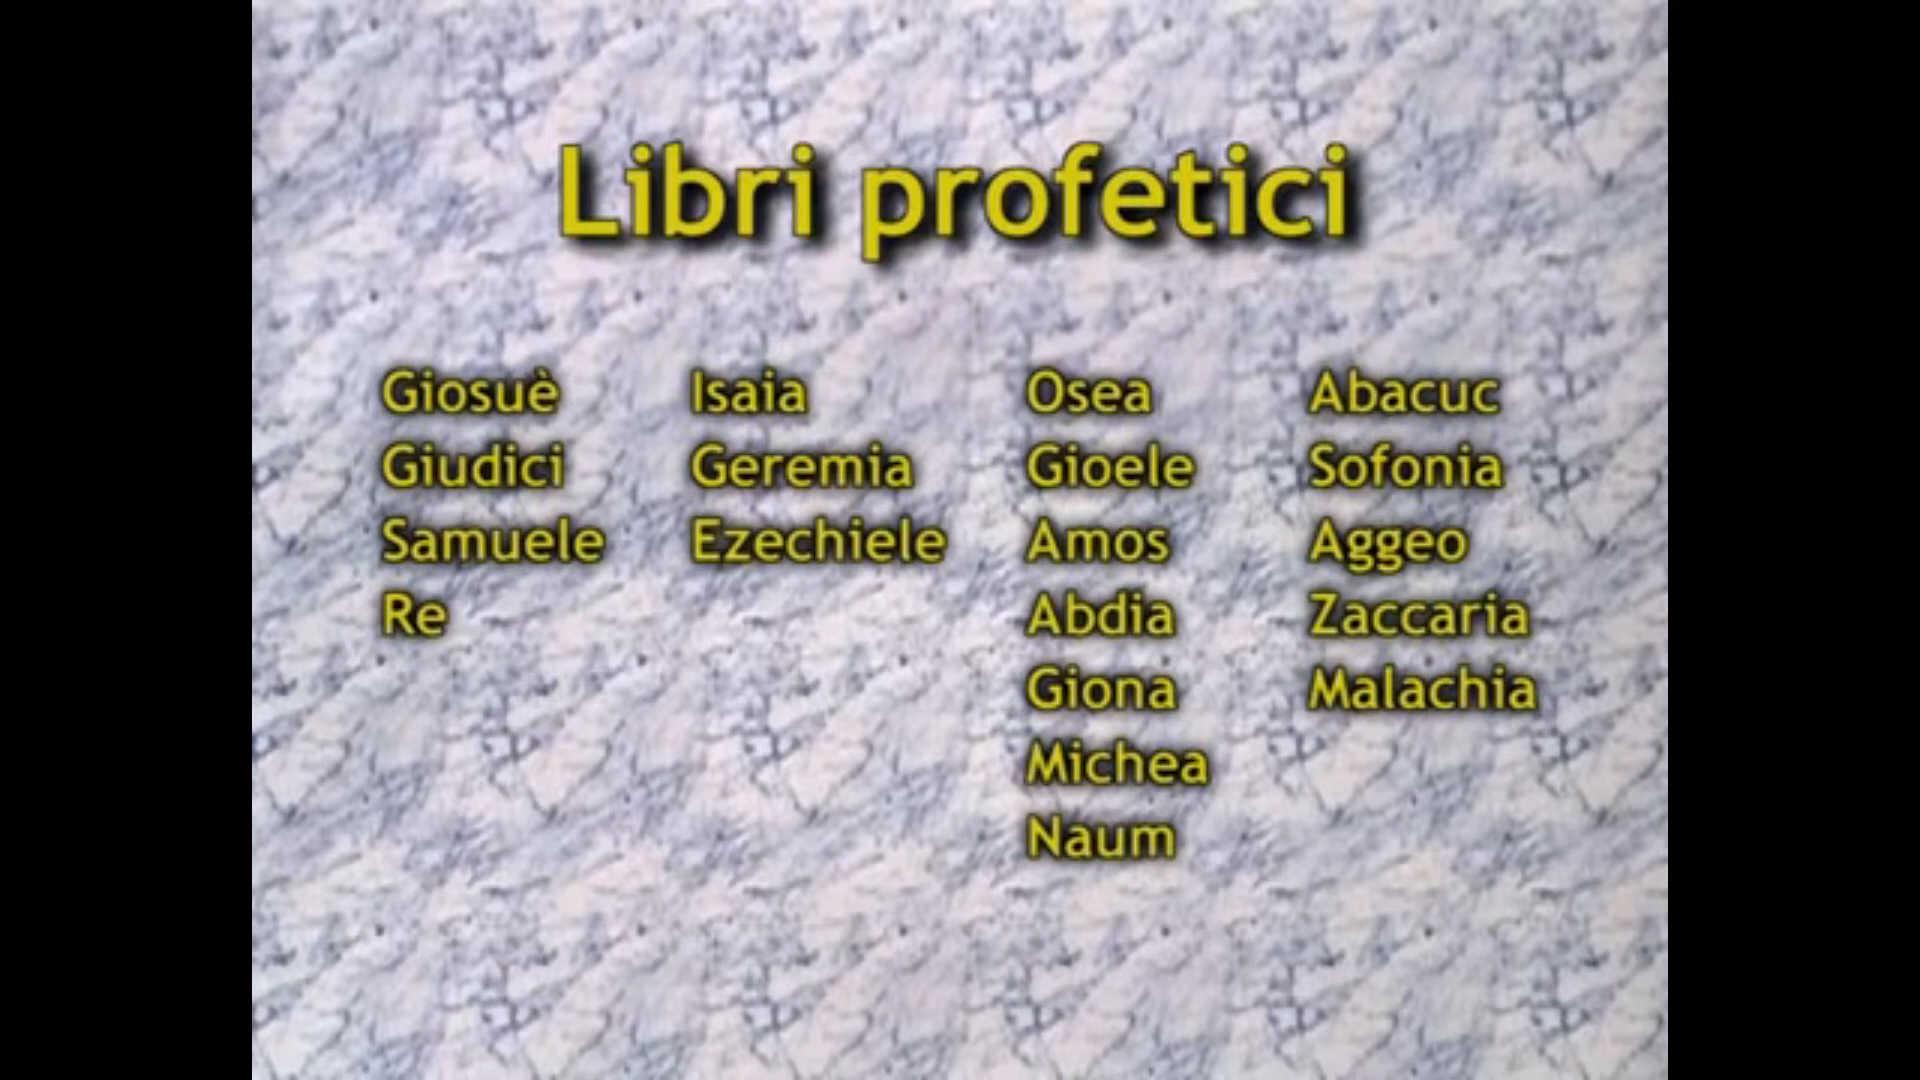 Libri profetici
Giosuè
Giudici
Samuele
Re
Isaia
Geremia
Ezechiele
Osea
Gioele
Amos
Abdia
Giona
Michea
Naum
Abacuc
Sofonia
Aggeo
Zaccaria
Malachia